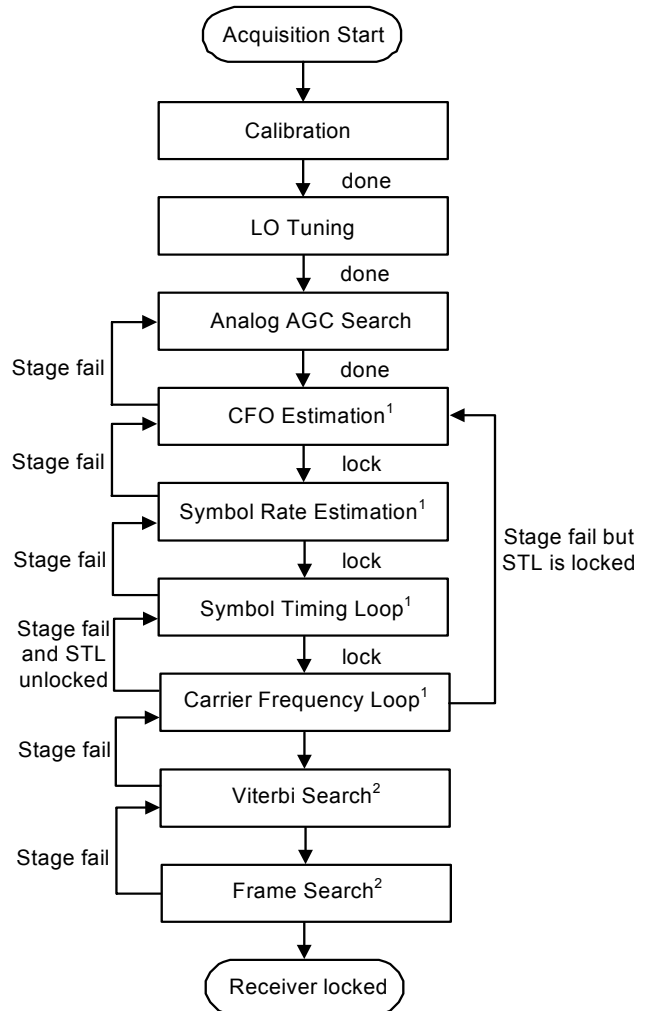 Acquisition Start
Calibration
done
LO Tuning
done
Analog AGC Search
Stage fail
done
CFO Estimation¹
Stage fail
lock
Symbol Rate Estimation¹
Stage fail but
STL is locked
Stage fail
lock
Symbol Timing Loop¹
Stage fail
and STL
unlocked
lock
Carrier Frequency Loop¹
Stage fail
Viterbi Search²
Stage fail
Frame Search²
Receiver locked